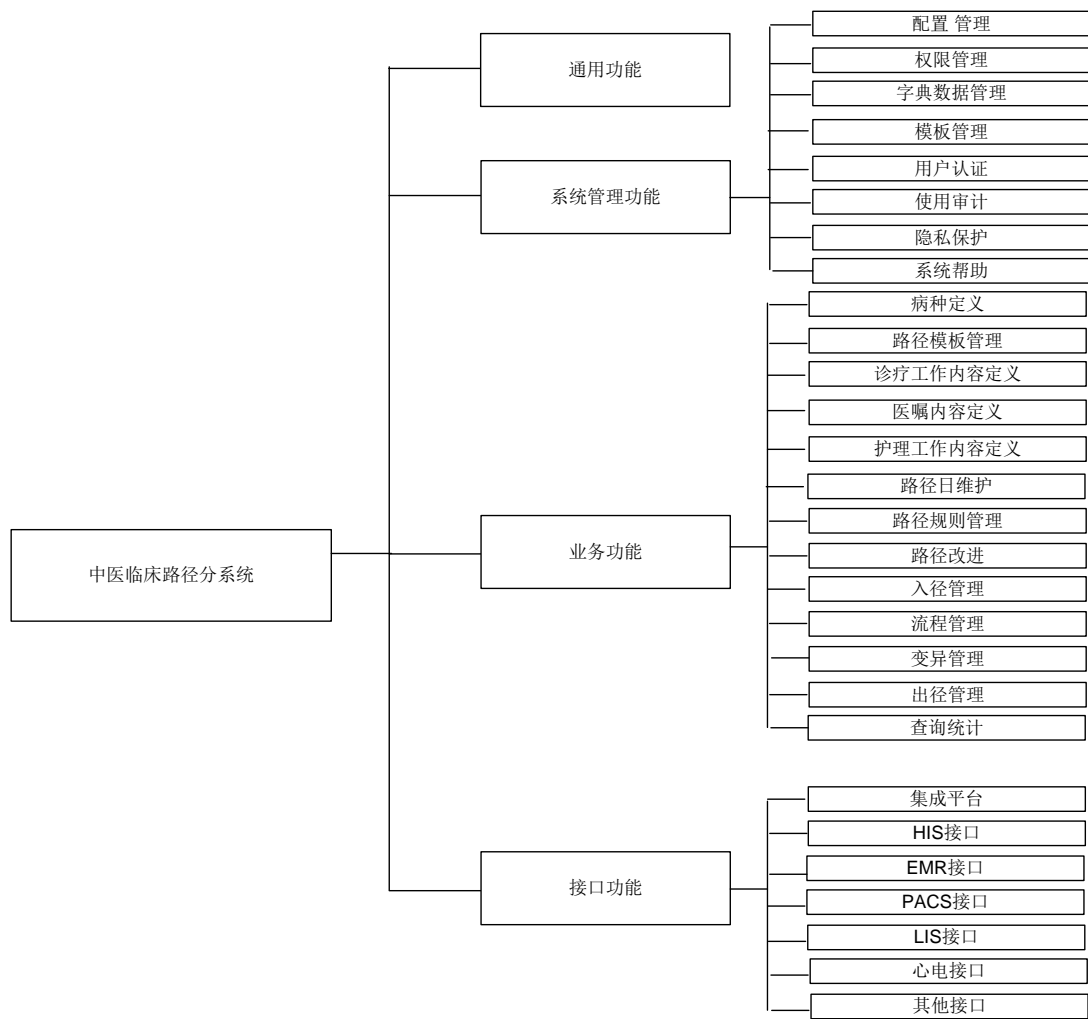 中医临床路径分系统
通用功能
系统管理功能
配置 管理
权限管理
字典数据管理
模板管理
用户认证
使用审计
隐私保护
系统帮助
业务功能
病种定义
路径模板管理
诊疗工作内容定义
医嘱内容定义
护理工作内容定义
路径日维护
路径规则管理
路径改进
入径管理
流程管理
变异管理
出径管理
查询统计
接口功能
集成平台
HIS接口
EMR接口
PACS接口
LIS接口
心电接口
其他接口